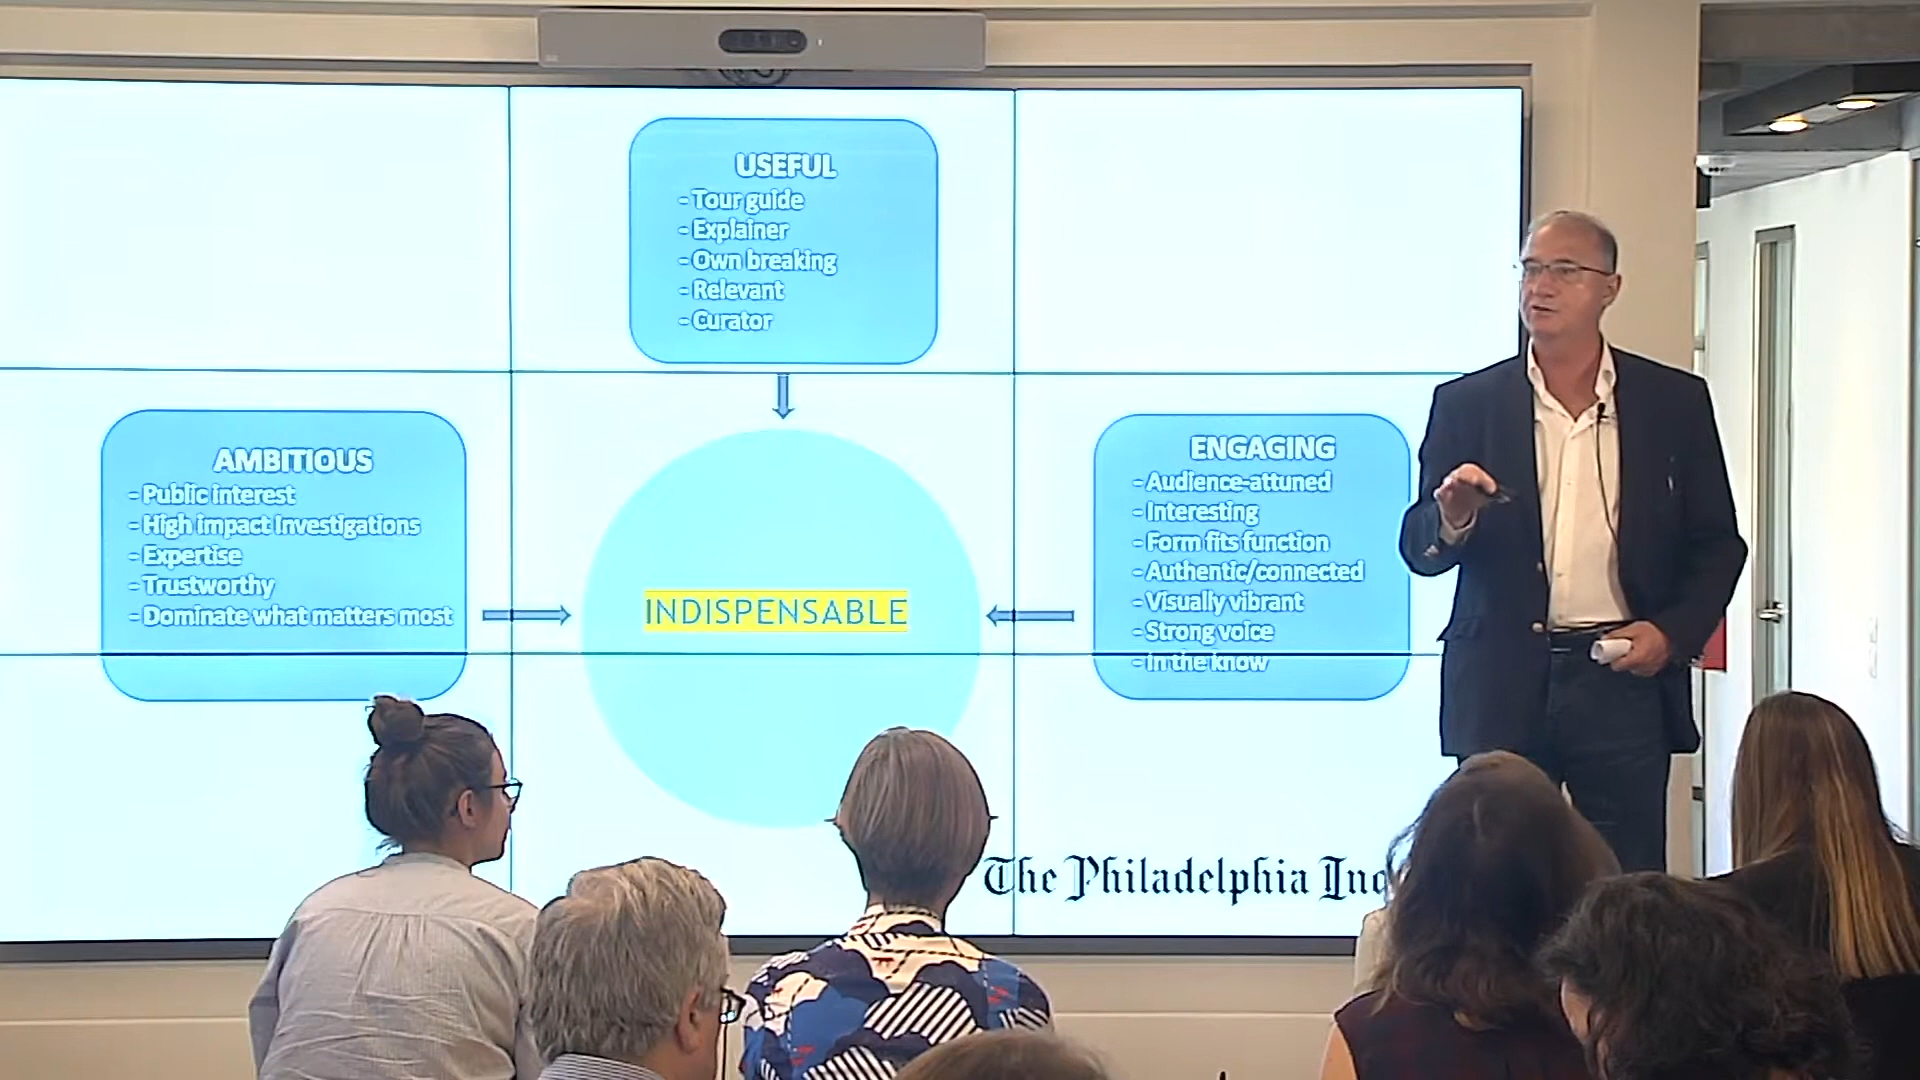 USEFUL
- Tour guide
- Explainer
- Own breaking
- Relevant
- Curator
AMBITIOUS
- Public interest
- High impact Investigations
- Expertise
- Trustworthy
- Dominate what matters most
INDISPENSABLE
ENGAGING
- Audience-attuned
- Interesting
- Form fits function
- Authentic/connected
- Visually vibrant
- Strong voice
- In the know
The Philadelphia Inq